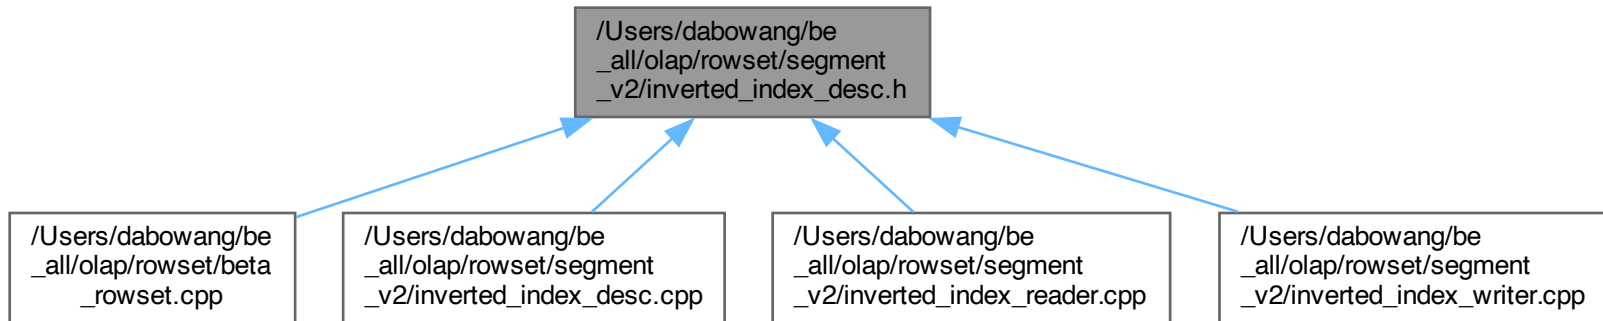 /Users/dabowang/be
_all/olap/rowset/segment
_v2/inverted_index_desc.h
/Users/dabowang/be
_all/olap/rowset/beta
_rowset.cpp
/Users/dabowang/be
_all/olap/rowset/segment
_v2/inverted_index_desc.cpp
/Users/dabowang/be
_all/olap/rowset/segment
_v2/inverted_index_reader.cpp
/Users/dabowang/be
_all/olap/rowset/segment
_v2/inverted_index_writer.cpp